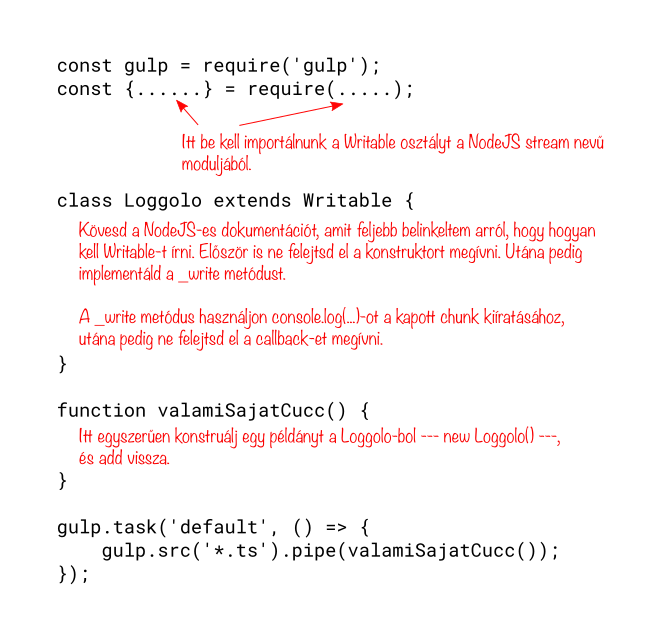 const gulp = require('gulp');
const {......} = require(.....);
Itt be kell importálnunk a Writable osztályt a NodeJS stream nevű
moduljából.
class Loggolo extends Writable {
Kövesd a NodeJS-es dokumentációt, amit feljebb belinkeltem arról, hogy hogyan
kell Writable-t írni. Először is ne felejtsd el a konstruktort megívni. Utána pedig
implementáld a _write metódust.
A _write metódus használjon console.log(...)-ot a kapott chunk kiíratásához,
utána pedig ne felejtsd el a callback-et megívni.
}
function valamiSajatCucc() {
Itt egyszerűen konstruálj egy példányt a Loggolo-bol --- new Loggolo() ---,
és add vissza.
}
gulp.task('default', () => {
gulp.src('*.ts').pipe(valamiSajatCucc());
});